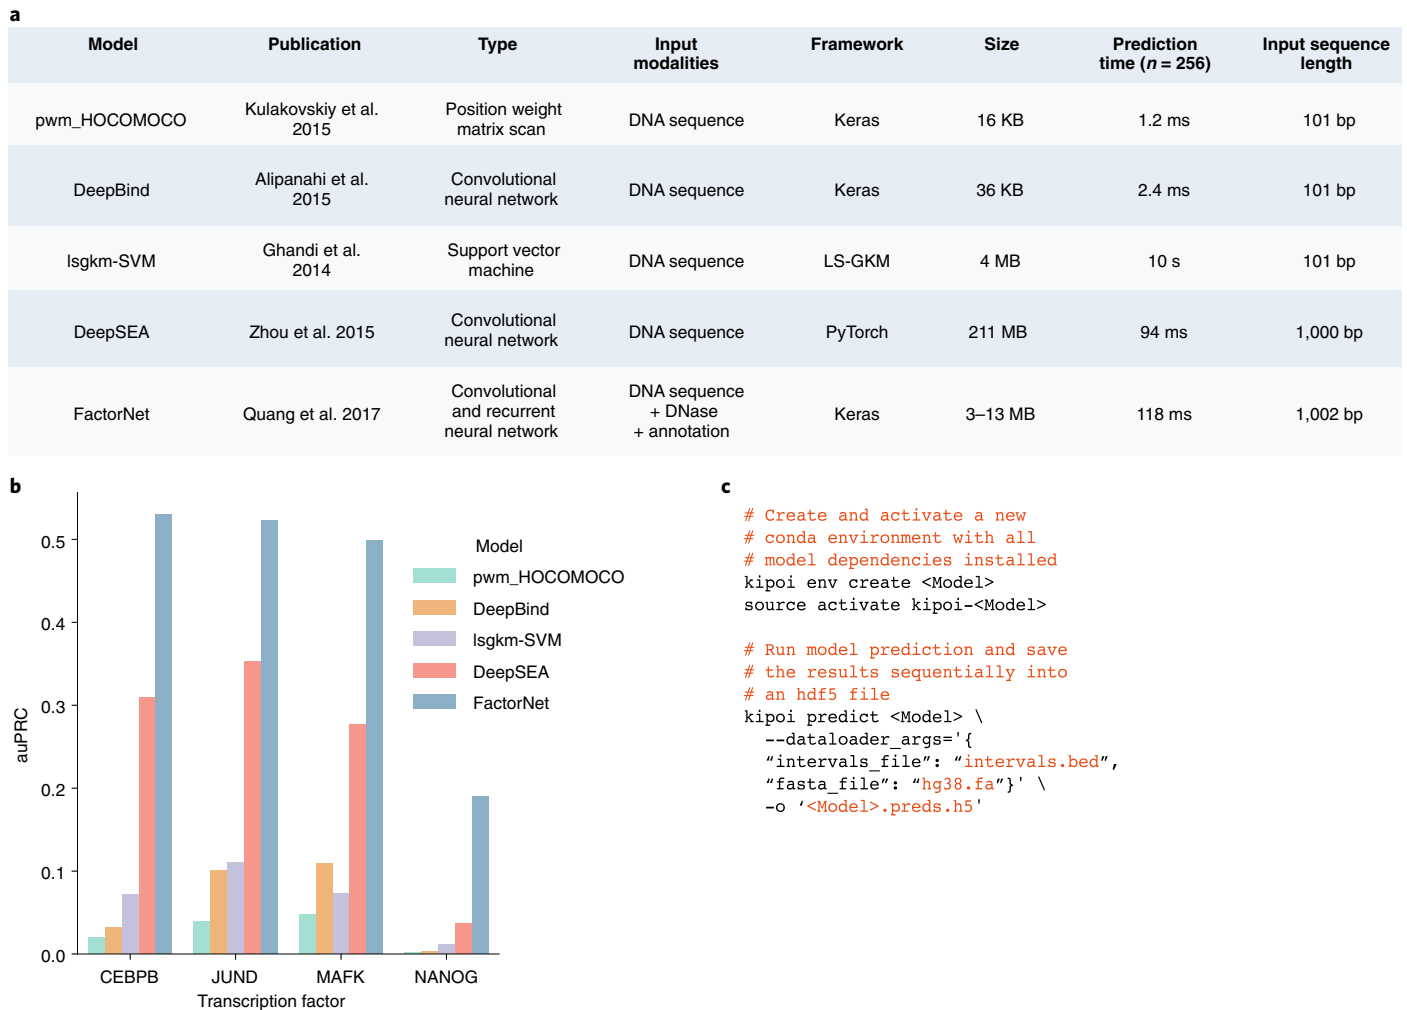 a
Model Publication Type Input modalities Framework Size Prediction time (n = 256) Input sequence length
pwm_HOCOMOCO Kulakovskiy et al. 2015 Position weight matrix scan DNA sequence Keras 16 KB 1.2 ms 101 bp
DeepBind Alipanahi et al. 2015 Convolutional neural network DNA sequence Keras 36 KB 2.4 ms 101 bp
lsgkm-SVM Ghandi et al. 2014 Support vector machine DNA sequence LS-GKM 4 MB 10 s 101 bp
DeepSEA Zhou et al. 2015 Convolutional neural network DNA sequence PyTorch 211 MB 94 ms 1,000 bp
FactorNet Quang et al. 2017 Convolutional and recurrent neural network DNA sequence + DNase + annotation Keras 3–13 MB 118 ms 1,002 bp
b
auPRC
0.5
0.4
0.3
0.2
0.1
0.0
CEBPB JUND MAFK NANOG
Transcription factor
Model
pwm_HOCOMOCO
DeepBind
lsgkm-SVM
DeepSEA
FactorNet
c
# Create and activate a new
# conda environment with all
# model dependencies installed
kipoi env create <Model>
source activate kipoi-<Model>
# Run model prediction and save
# the results sequentially into
# an hdf5 file
kipoi predict <Model> \
--dataloader_args='{
“intervals_file”: “intervals.bed”,
“fasta_file”: “hg38.fa”}' \
-o ‘<Model>.preds.h5'